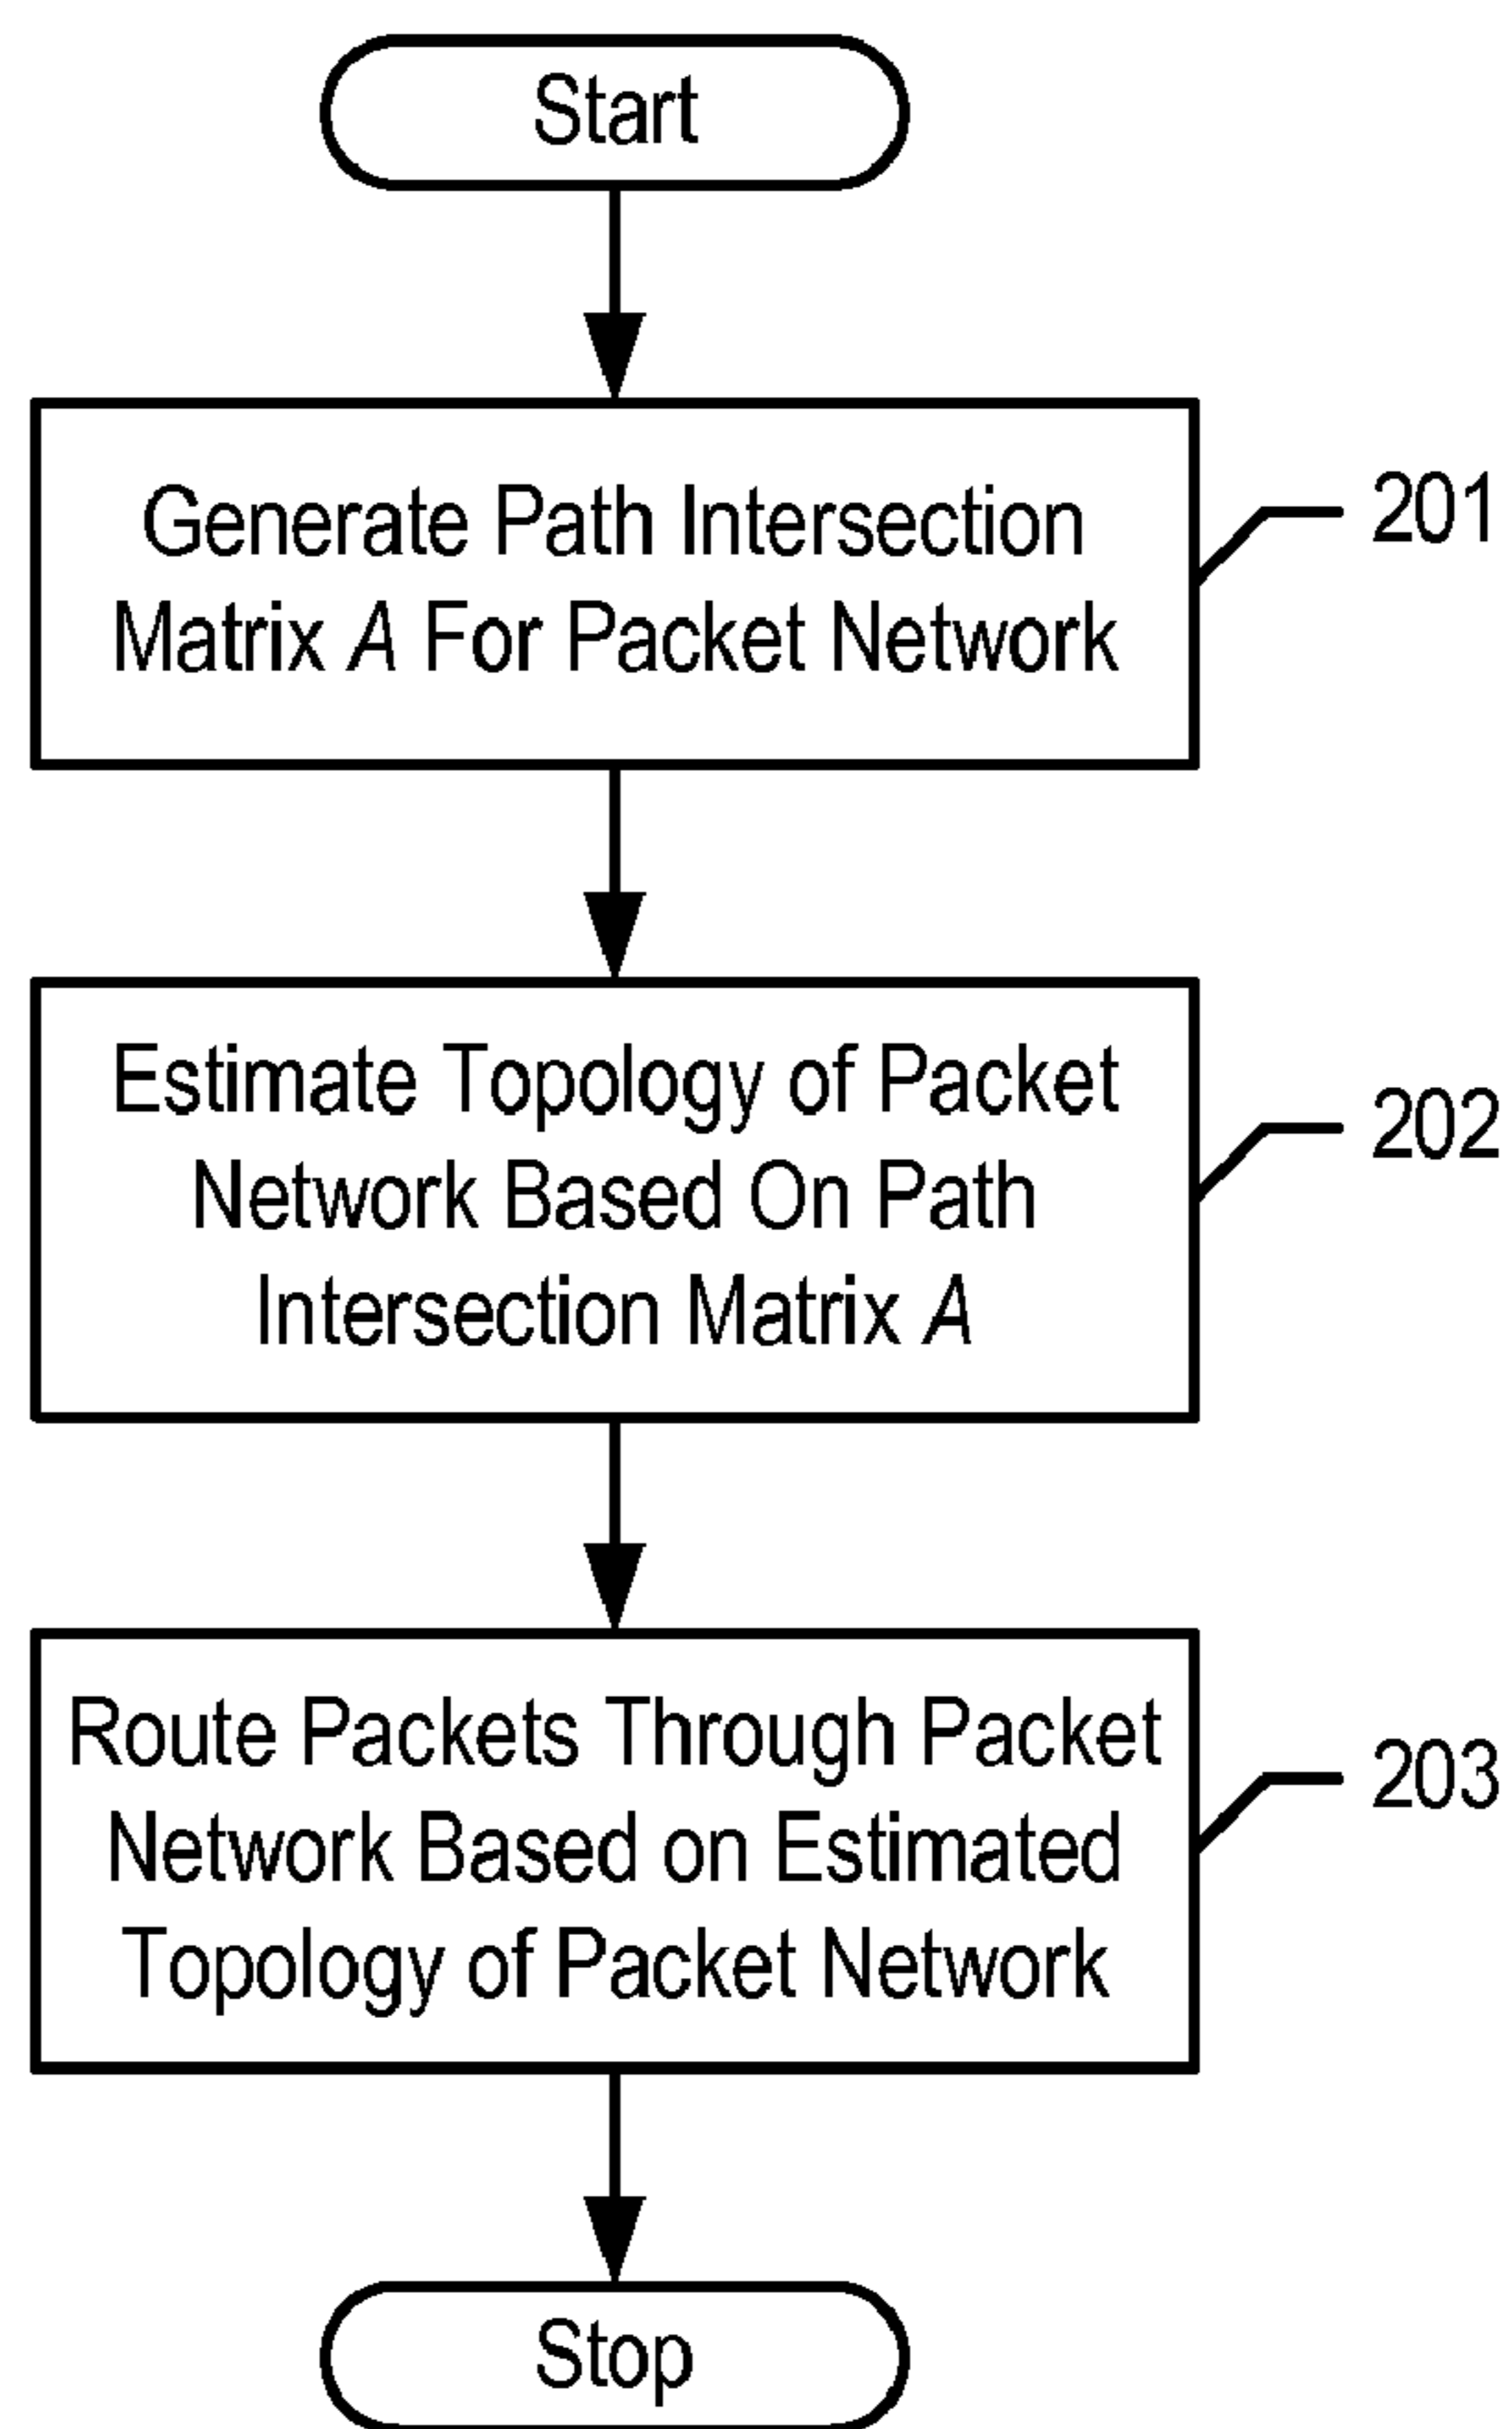 Start
Generate Path Intersection
Matrix A For Packet Network
201
Estimate Topology of Packet
Network Based On Path
Intersection Matrix A
202
Route Packets Through Packet
Network Based on Estimated
Topology of Packet Network
203
Stop